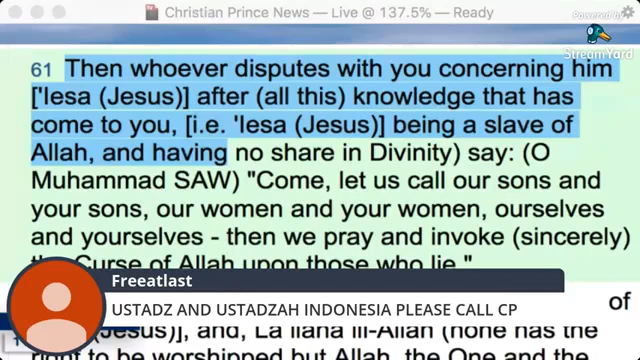 Christian Prince News — Live @ 137.5% — Ready
Powered by
StreamYard
61 Then whoever disputes with you concerning him
['Iesa (Jesus)] after (all this) knowledge that has
come to you, [i.e. 'Iesa (Jesus)] being a slave of
Allah, and having no share in Divinity) say: (O
Muhammad SAW) "Come, let us call our sons and
your sons, our women and your women, ourselves
and yourselves - then we pray and invoke (sincerely)
the Curse of Allah upon those who lie."
Freeatlast
USTADZ AND USTADZAH INDONESIA PLEASE CALL CP
of
(Jesus)], and, La ilaha ill-Allah (none has the
right to be worshipped but Allah, the One and the